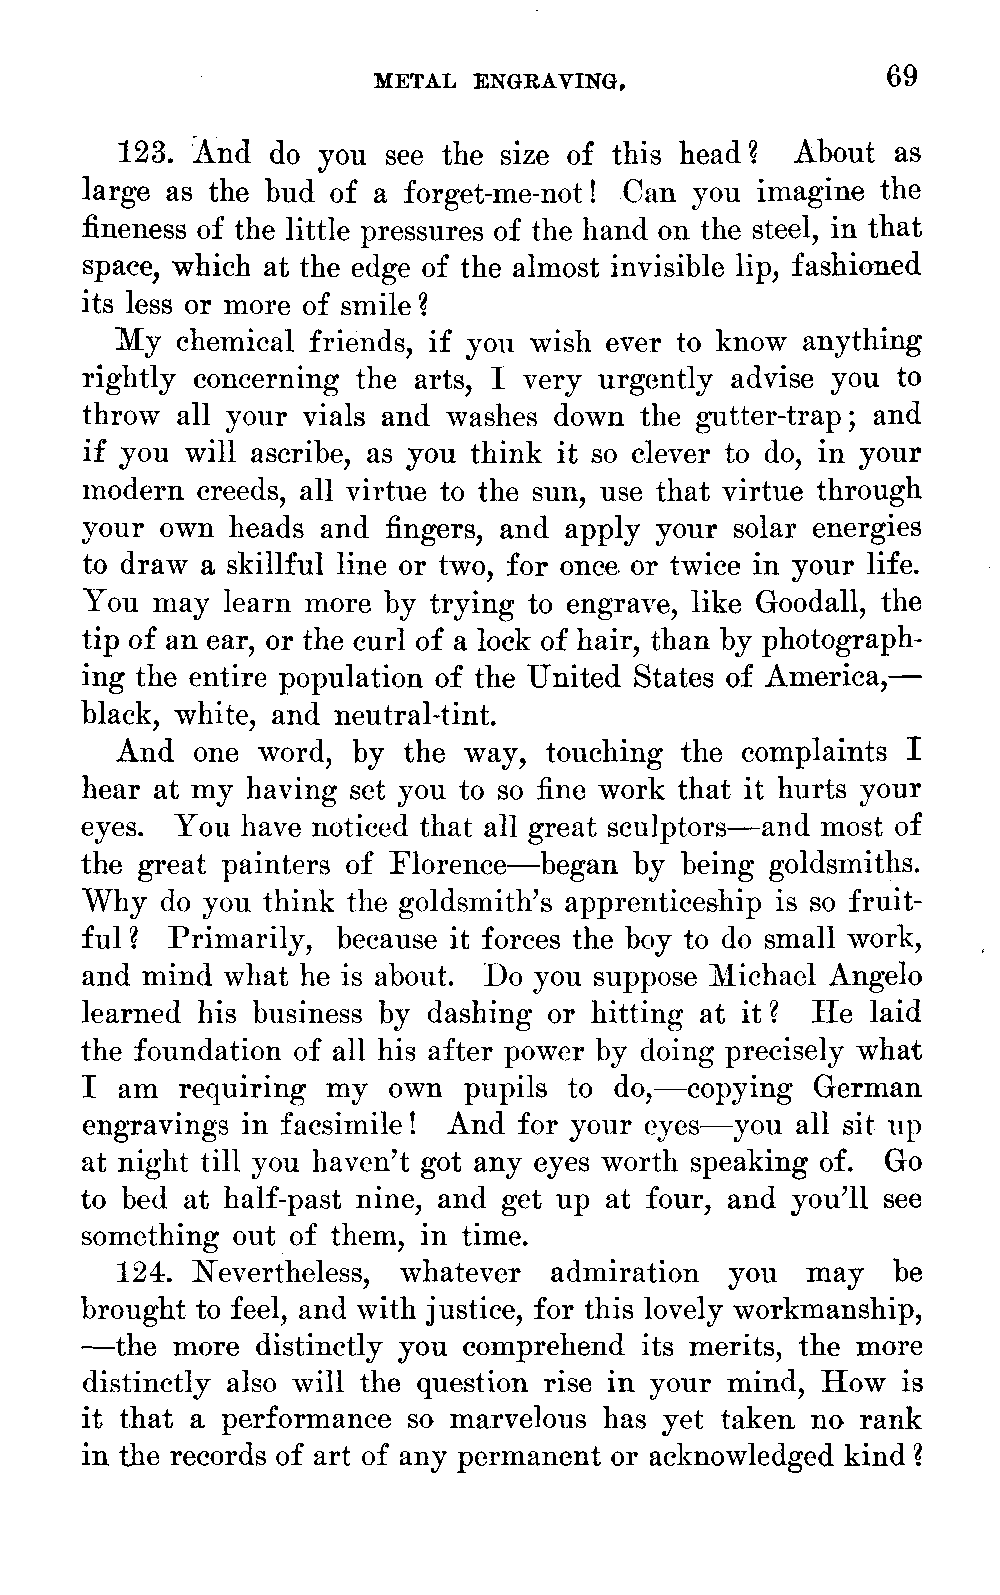 METAL ENGRAVING. 69
123. And do you see the size of this head? About as
large as the bud of a forget-me-not! Can you imagine the
fineness of the little pressures of the hand on the steel, in that
space, which at the edge of the almost invisible lip, fashioned
its less or more of smile?
My chemical friends, if you wish ever to know anything
rightly concerning the arts, I very urgently advise you to
throw all your vials and washes down the gutter-trap; and
if you will ascribe, as you think it so clever to do, in your
modern creeds, all virtue to the sun, use that virtue through
your own heads and fingers, and apply your solar energies
to draw a skillful line or two, for once or twice in your life.
You may learn more by trying to engrave, like Goodall, the
tip of an ear, or the curl of a lock of hair, than by photograph-
ing the entire population of the United States of America,—
black, white, and neutral-tint.
And one word, by the way, touching the complaints I
hear at my having set you to so fine work that it hurts your
eyes. You have noticed that all great sculptors—and most of
the great painters of Florence—began by being goldsmiths.
Why do you think the goldsmith's apprenticeship is so fruit-
ful? Primarily, because it forces the boy to do small work,
and mind what he is about. Do you suppose Michael Angelo
learned his business by dashing or hitting at it? He laid
the foundation of all his after power by doing precisely what
I am requiring my own pupils to do,—copying German
engravings in facsimile! And for your eyes—you all sit up
at night till you haven't got any eyes worth speaking of. Go
to bed at half-past nine, and get up at four, and you'll see
something out of them, in time.
124. Nevertheless, whatever admiration you may be
brought to feel, and with justice, for this lovely workmanship,
—the more distinctly you comprehend its merits, the more
distinctly also will the question rise in your mind, How is
it that a performance so marvelous has yet taken no rank
in the records of art of any permanent or acknowledged kind?